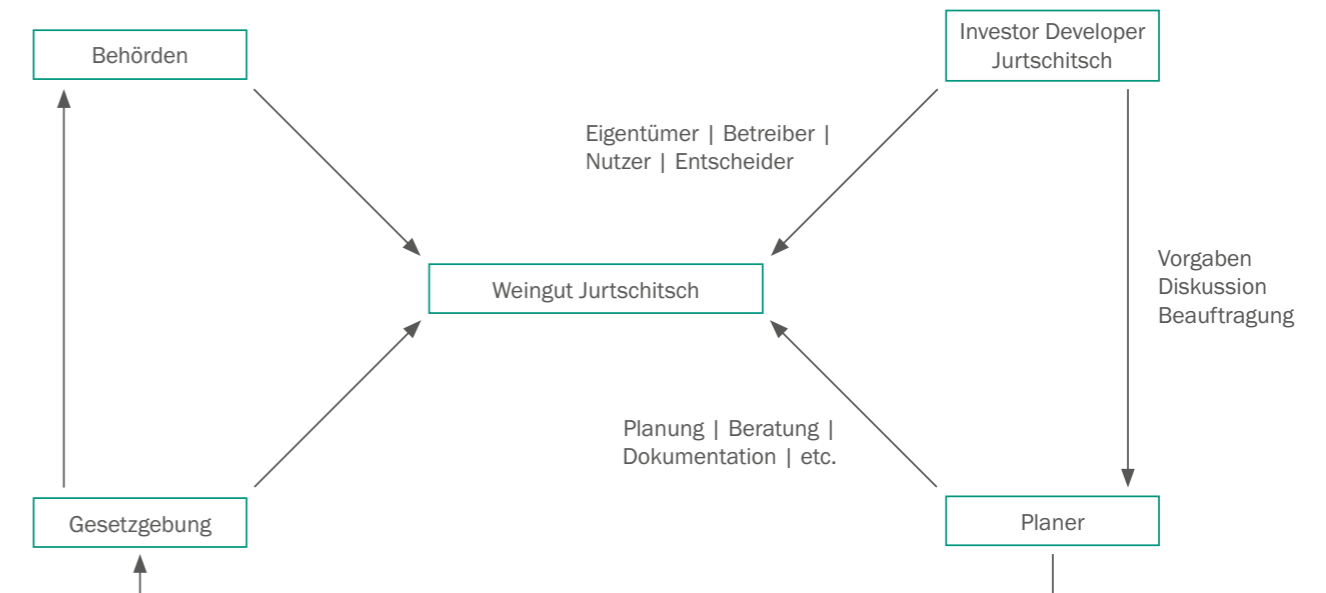 Behörden
Investor Developer
Jurtschitsch
Eigentümer | Betreiber |
Nutzer | Entscheider
Vorgaben
Diskussion
Beauftragung
Weingut Jurtschitsch
Planung | Beratung |
Dokumentation | etc.
Gesetzgebung
Planer